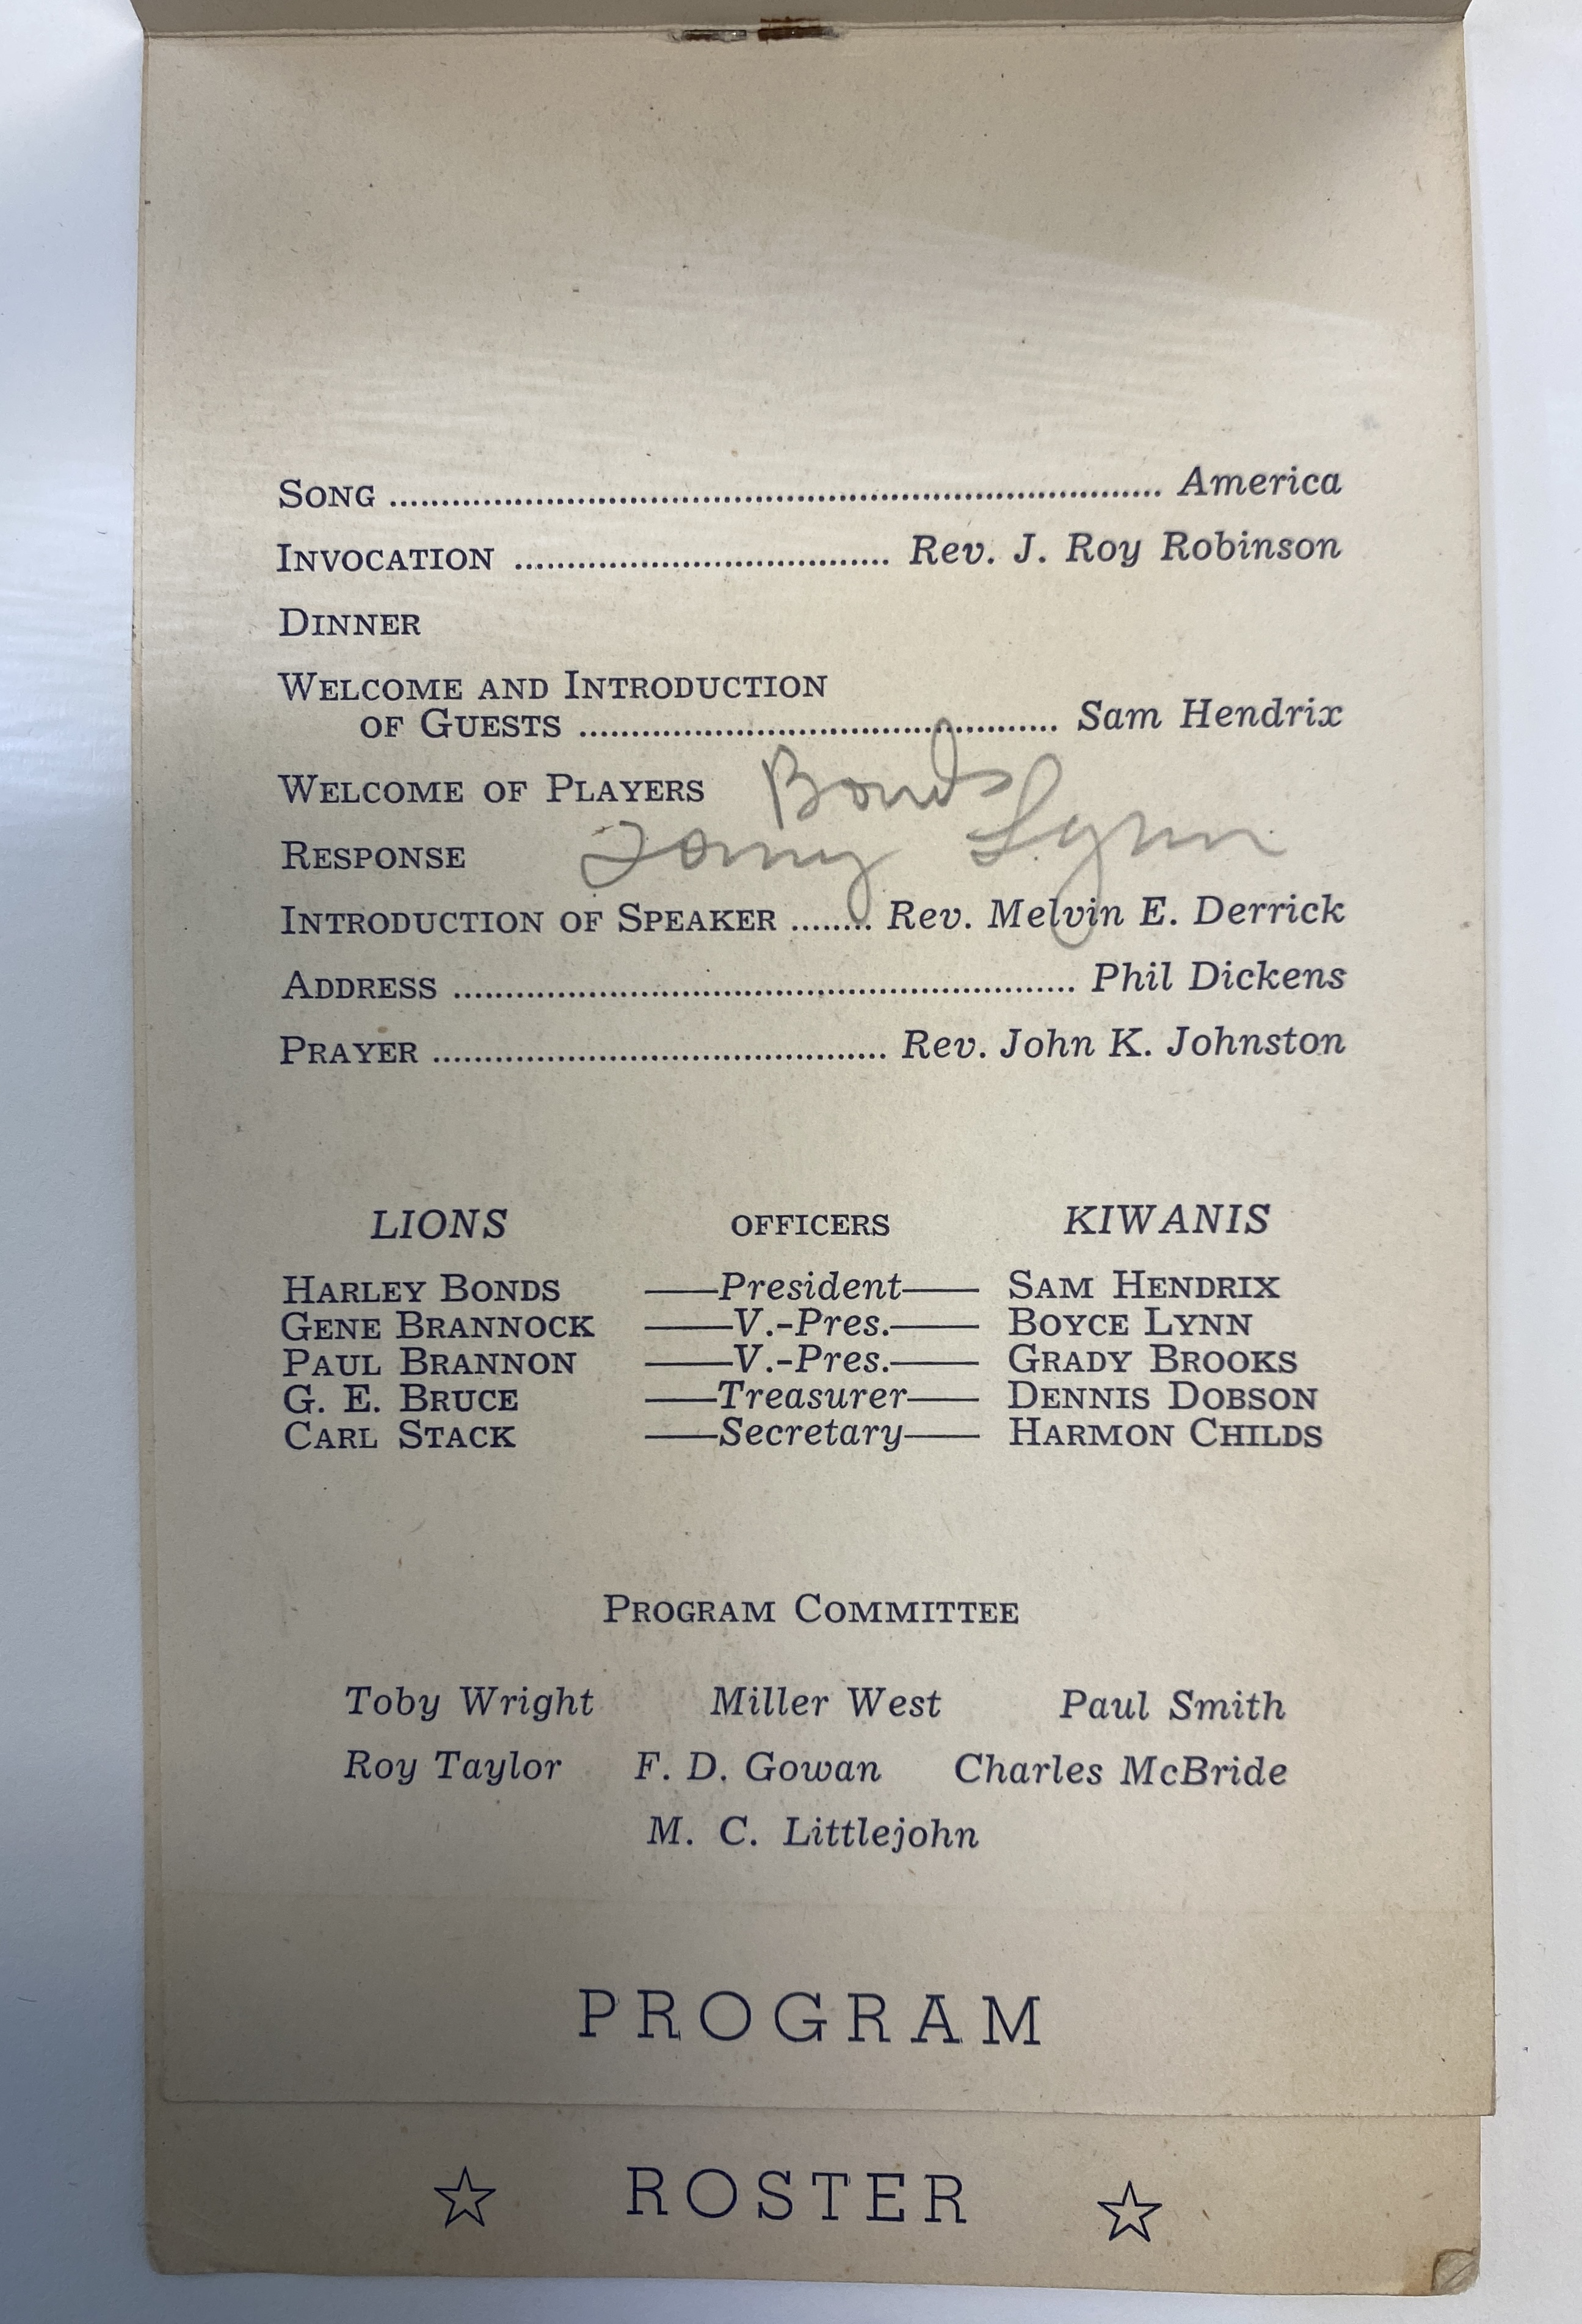 SONG ........ America
INVOCATION ........ Rev. J. Roy Robinson
DINNER
WELCOME AND INTRODUCTION
OF GUESTS ........ Sam Hendrix
WELCOME OF PLAYERS Bonds
RESPONSE Tommy Lynn
INTRODUCTION OF SPEAKER ........ Rev. Melvin E. Derrick
ADDRESS ........ Phil Dickens
PRAYER ........ Rev. John K. Johnston
LIONS OFFICERS KIWANIS
HARLEY BONDS —President— SAM HENDRIX
GENE BRANNOCK —V.-Pres.— BOYCE LYNN
PAUL BRANNON —V.-Pres.— GRADY BROOKS
G. E. BRUCE —Treasurer— DENNIS DOBSON
CARL STACK —Secretary— HARMON CHILDS
PROGRAM COMMITTEE
Toby Wright Miller West Paul Smith
Roy Taylor F. D. Gowan Charles McBride
M. C. Littlejohn
PROGRAM
☆ ROSTER ☆